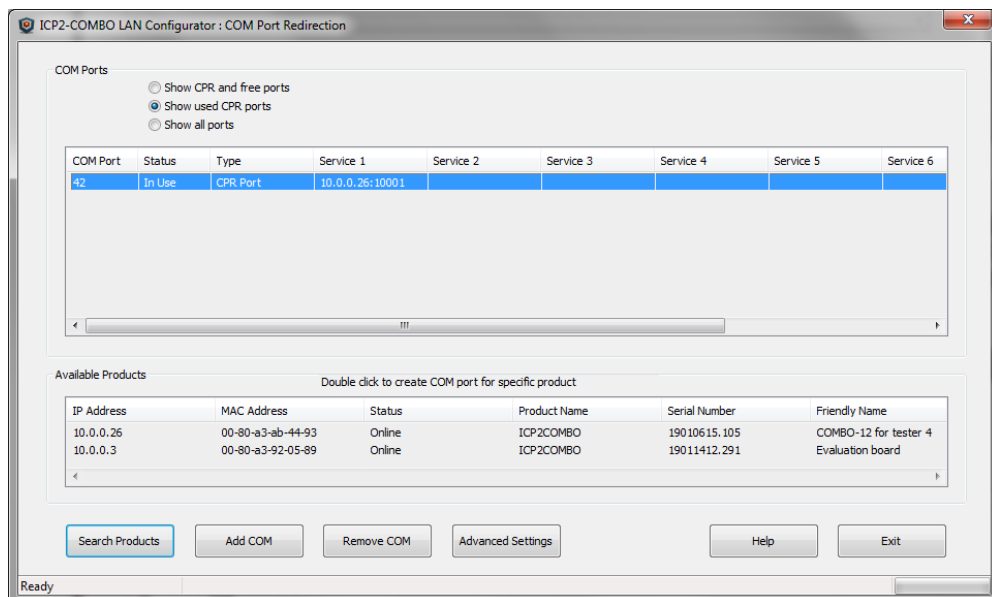 ICP2-COMBO LAN Configurator : COM Port Redirection
COM Ports
Show CPR and free ports
Show used CPR ports
Show all ports
COM Port Status Type Service 1 Service 2 Service 3 Service 4 Service 5 Service 6
42 In Use CPR Port 10.0.0.26:10001
Available Products
Double click to create COM port for specific product
IP Address MAC Address Status Product Name Serial Number Friendly Name
10.0.0.26 00-80-a3-ab-44-93 Online ICP2COMBO 19010615.105 COMBO-12 for tester 4
10.0.0.3 00-80-a3-92-05-89 Online ICP2COMBO 19011412.291 Evaluation board
Search Products Add COM Remove COM Advanced Settings Help Exit
Ready